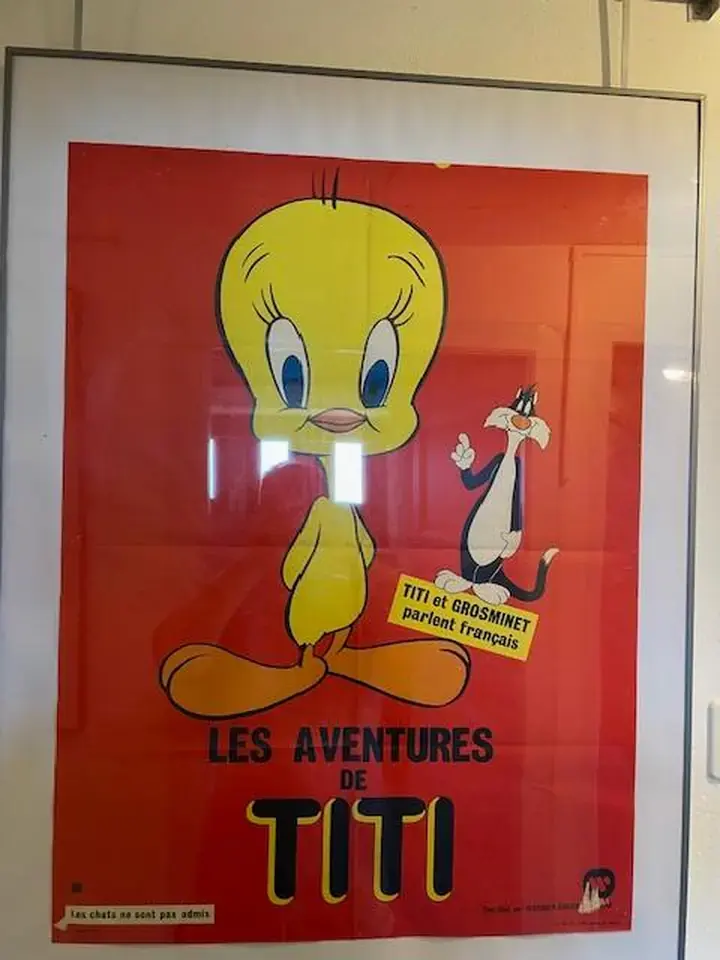 TITI et GROSMINET
parlent français
LES AVENTURES
DE
TITI
Les chats ne sont pas admis